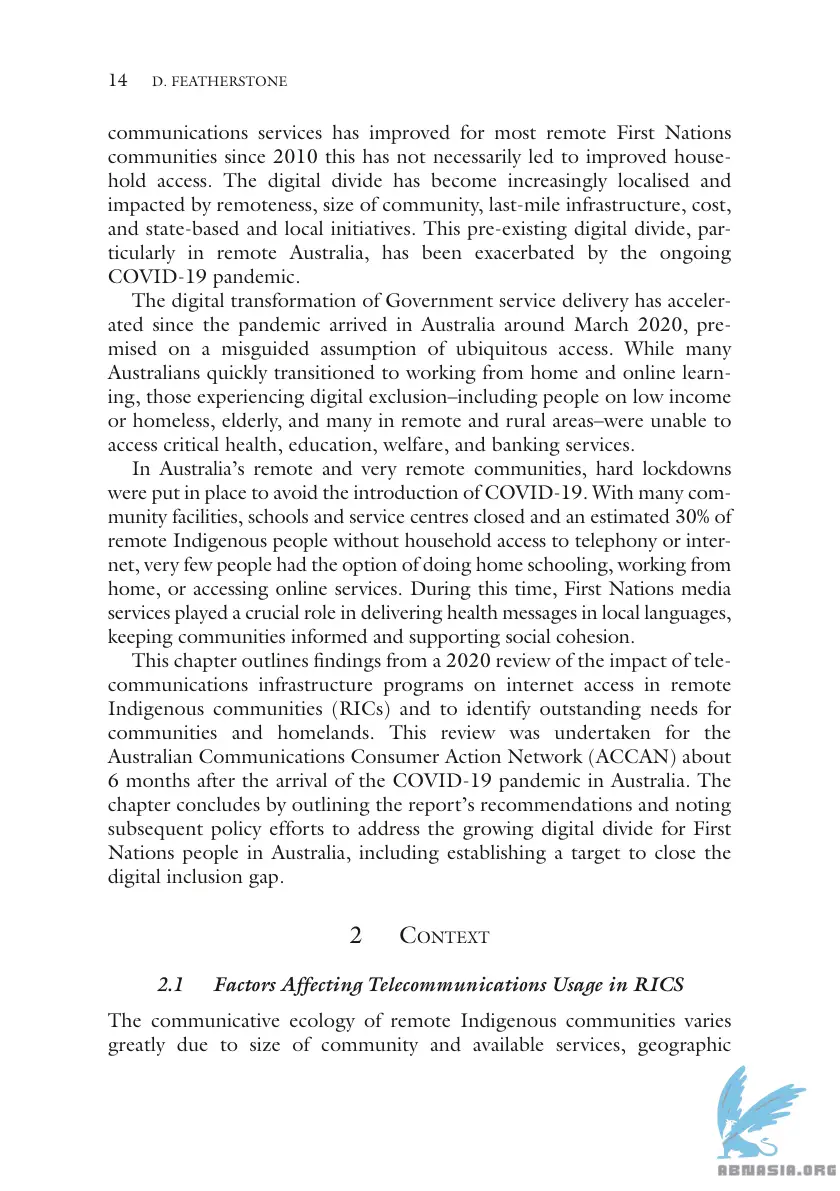 14 D. FEATHERSTONE
communications services has improved for most remote First Nations
communities since 2010 this has not necessarily led to improved house-
hold access. The digital divide has become increasingly localised and
impacted by remoteness, size of community, last-mile infrastructure, cost,
and state-based and local initiatives. This pre-existing digital divide, par-
ticularly in remote Australia, has been exacerbated by the ongoing
COVID-19 pandemic.
The digital transformation of Government service delivery has acceler-
ated since the pandemic arrived in Australia around March 2020, pre-
mised on a misguided assumption of ubiquitous access. While many
Australians quickly transitioned to working from home and online learn-
ing, those experiencing digital exclusion–including people on low income
or homeless, elderly, and many in remote and rural areas–were unable to
access critical health, education, welfare, and banking services.
In Australia's remote and very remote communities, hard lockdowns
were put in place to avoid the introduction of COVID-19. With many com-
munity facilities, schools and service centres closed and an estimated 30% of
remote Indigenous people without household access to telephony or inter-
net, very few people had the option of doing home schooling, working from
home, or accessing online services. During this time, First Nations media
services played a crucial role in delivering health messages in local languages,
keeping communities informed and supporting social cohesion.
This chapter outlines findings from a 2020 review of the impact of tele-
communications infrastructure programs on internet access in remote
Indigenous communities (RICs) and to identify outstanding needs for
communities and homelands. This review was undertaken for the
Australian Communications Consumer Action Network (ACCAN) about
6 months after the arrival of the COVID-19 pandemic in Australia. The
chapter concludes by outlining the report's recommendations and noting
subsequent policy efforts to address the growing digital divide for First
Nations people in Australia, including establishing a target to close the
digital inclusion gap.
2 CONTEXT
2.1 Factors Affecting Telecommunications Usage in RICS
The communicative ecology of remote Indigenous communities varies
greatly due to size of community and available services, geographic
ABNASIA.ORG